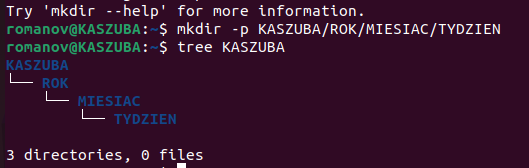 Try 'mkdir --help' for more information.
romanov@KASZUBA:~$ mkdir -p KASZUBA/ROK/MIESIAC/TYDZIEN
romanov@KASZUBA:~$ tree KASZUBA
KASZUBA
└── ROK
    └── MIESIAC
        └── TYDZIEN

3 directories, 0 files